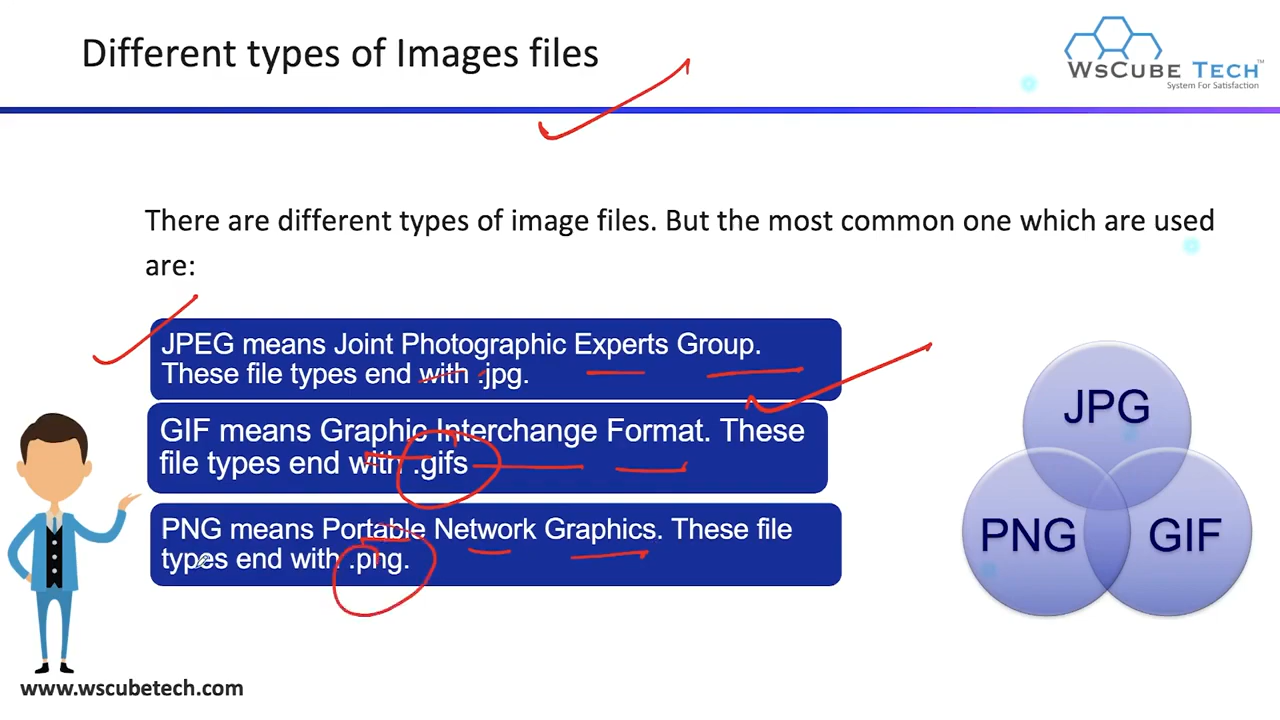 Different types of Images files
WsCube Tech™
System For Satisfaction
There are different types of image files. But the most common one which are used
are:
JPEG means Joint Photographic Experts Group.
These file types end with .jpg.
GIF means Graphic Interchange Format. These
file types end with .gifs
PNG means Portable Network Graphics. These file
types end with .png.
JPG
PNG
GIF
www.wscubetech.com